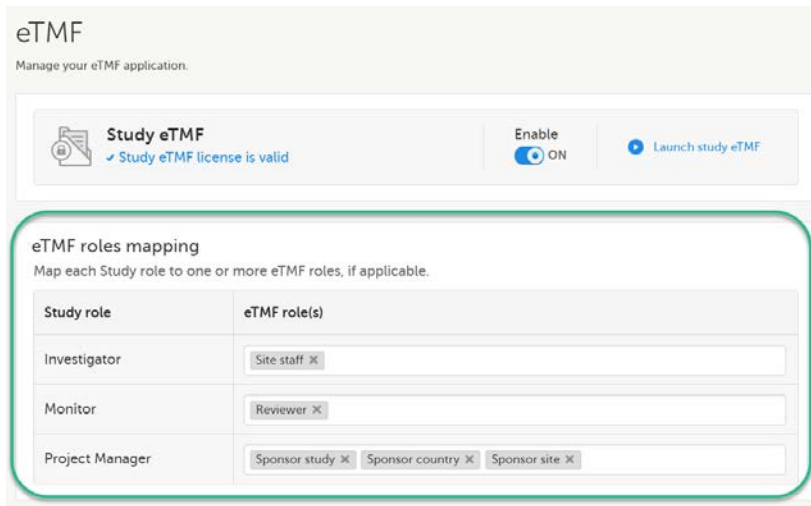 eTMF
Manage your eTMF application.
Study eTMF
Study eTMF license is valid
Enable
ON
Launch study eTMF
eTMF roles mapping
Map each Study role to one or more eTMF roles, if applicable.
Study role eTMF role(s)
Investigator Site staff ×
Monitor Reviewer ×
Project Manager Sponsor study × Sponsor country × Sponsor site ×